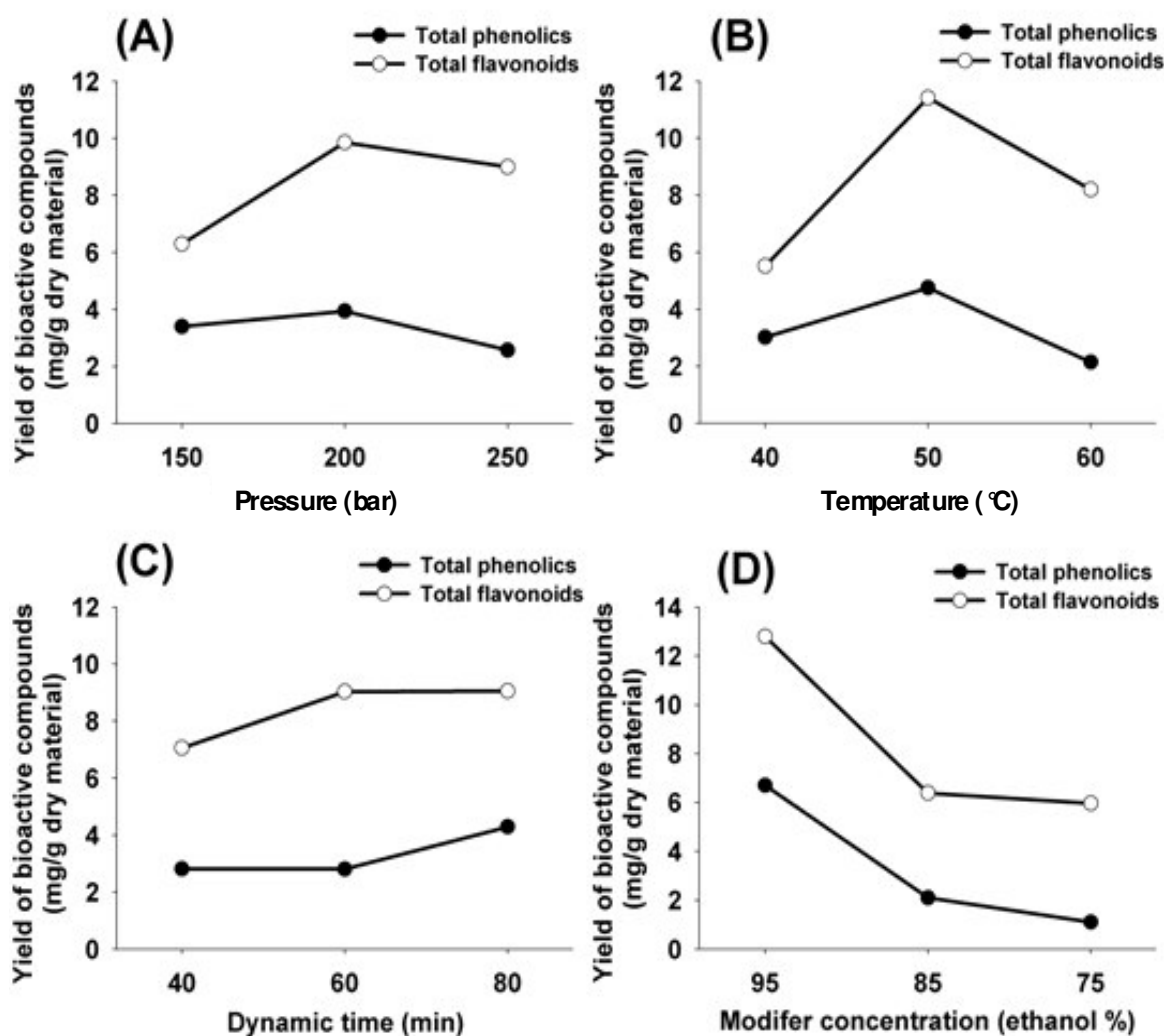 (A)
Total phenolics
Total flavonoids
Yield of bioactive compounds
(mg/g dry material)
12
10
8
6
4
2
0
150 200 250
Pressure (bar)
(B)
Total phenolics
Total flavonoids
Yield of bioactive compounds
(mg/g dry material)
12
10
8
6
4
2
0
40 50 60
Temperature (°C)
(C)
Total phenolics
Total flavonoids
Yield of bioactive compounds
(mg/g dry material)
12
10
8
6
4
2
0
40 60 80
Dynamic time (min)
(D)
Total phenolics
Total flavonoids
Yield of bioactive compounds
(mg/g dry material)
14
12
10
8
6
4
2
0
95 85 75
Modifer concentration (ethanol %)